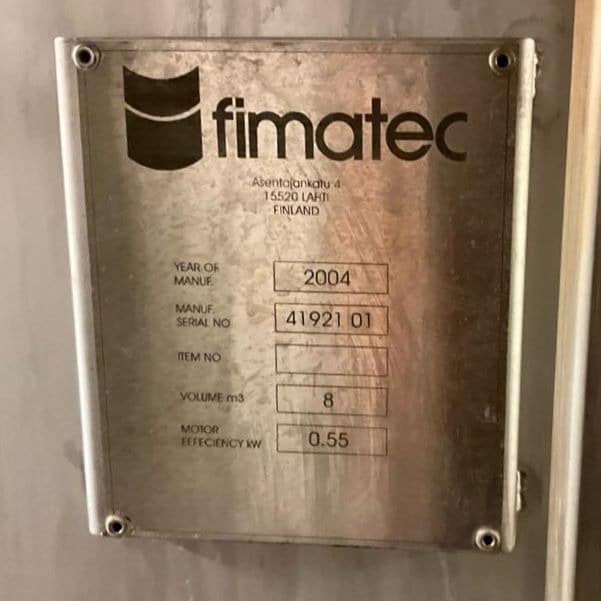 fimatec
Asentajankatu 4
15520 LAHTI
FINLAND
YEAR OF
MANUF.
2004
MANUF.
SERIAL NO
41921 01
ITEM NO
VOLUME m3
8
MOTOR
EFFECIENCY kW
0.55